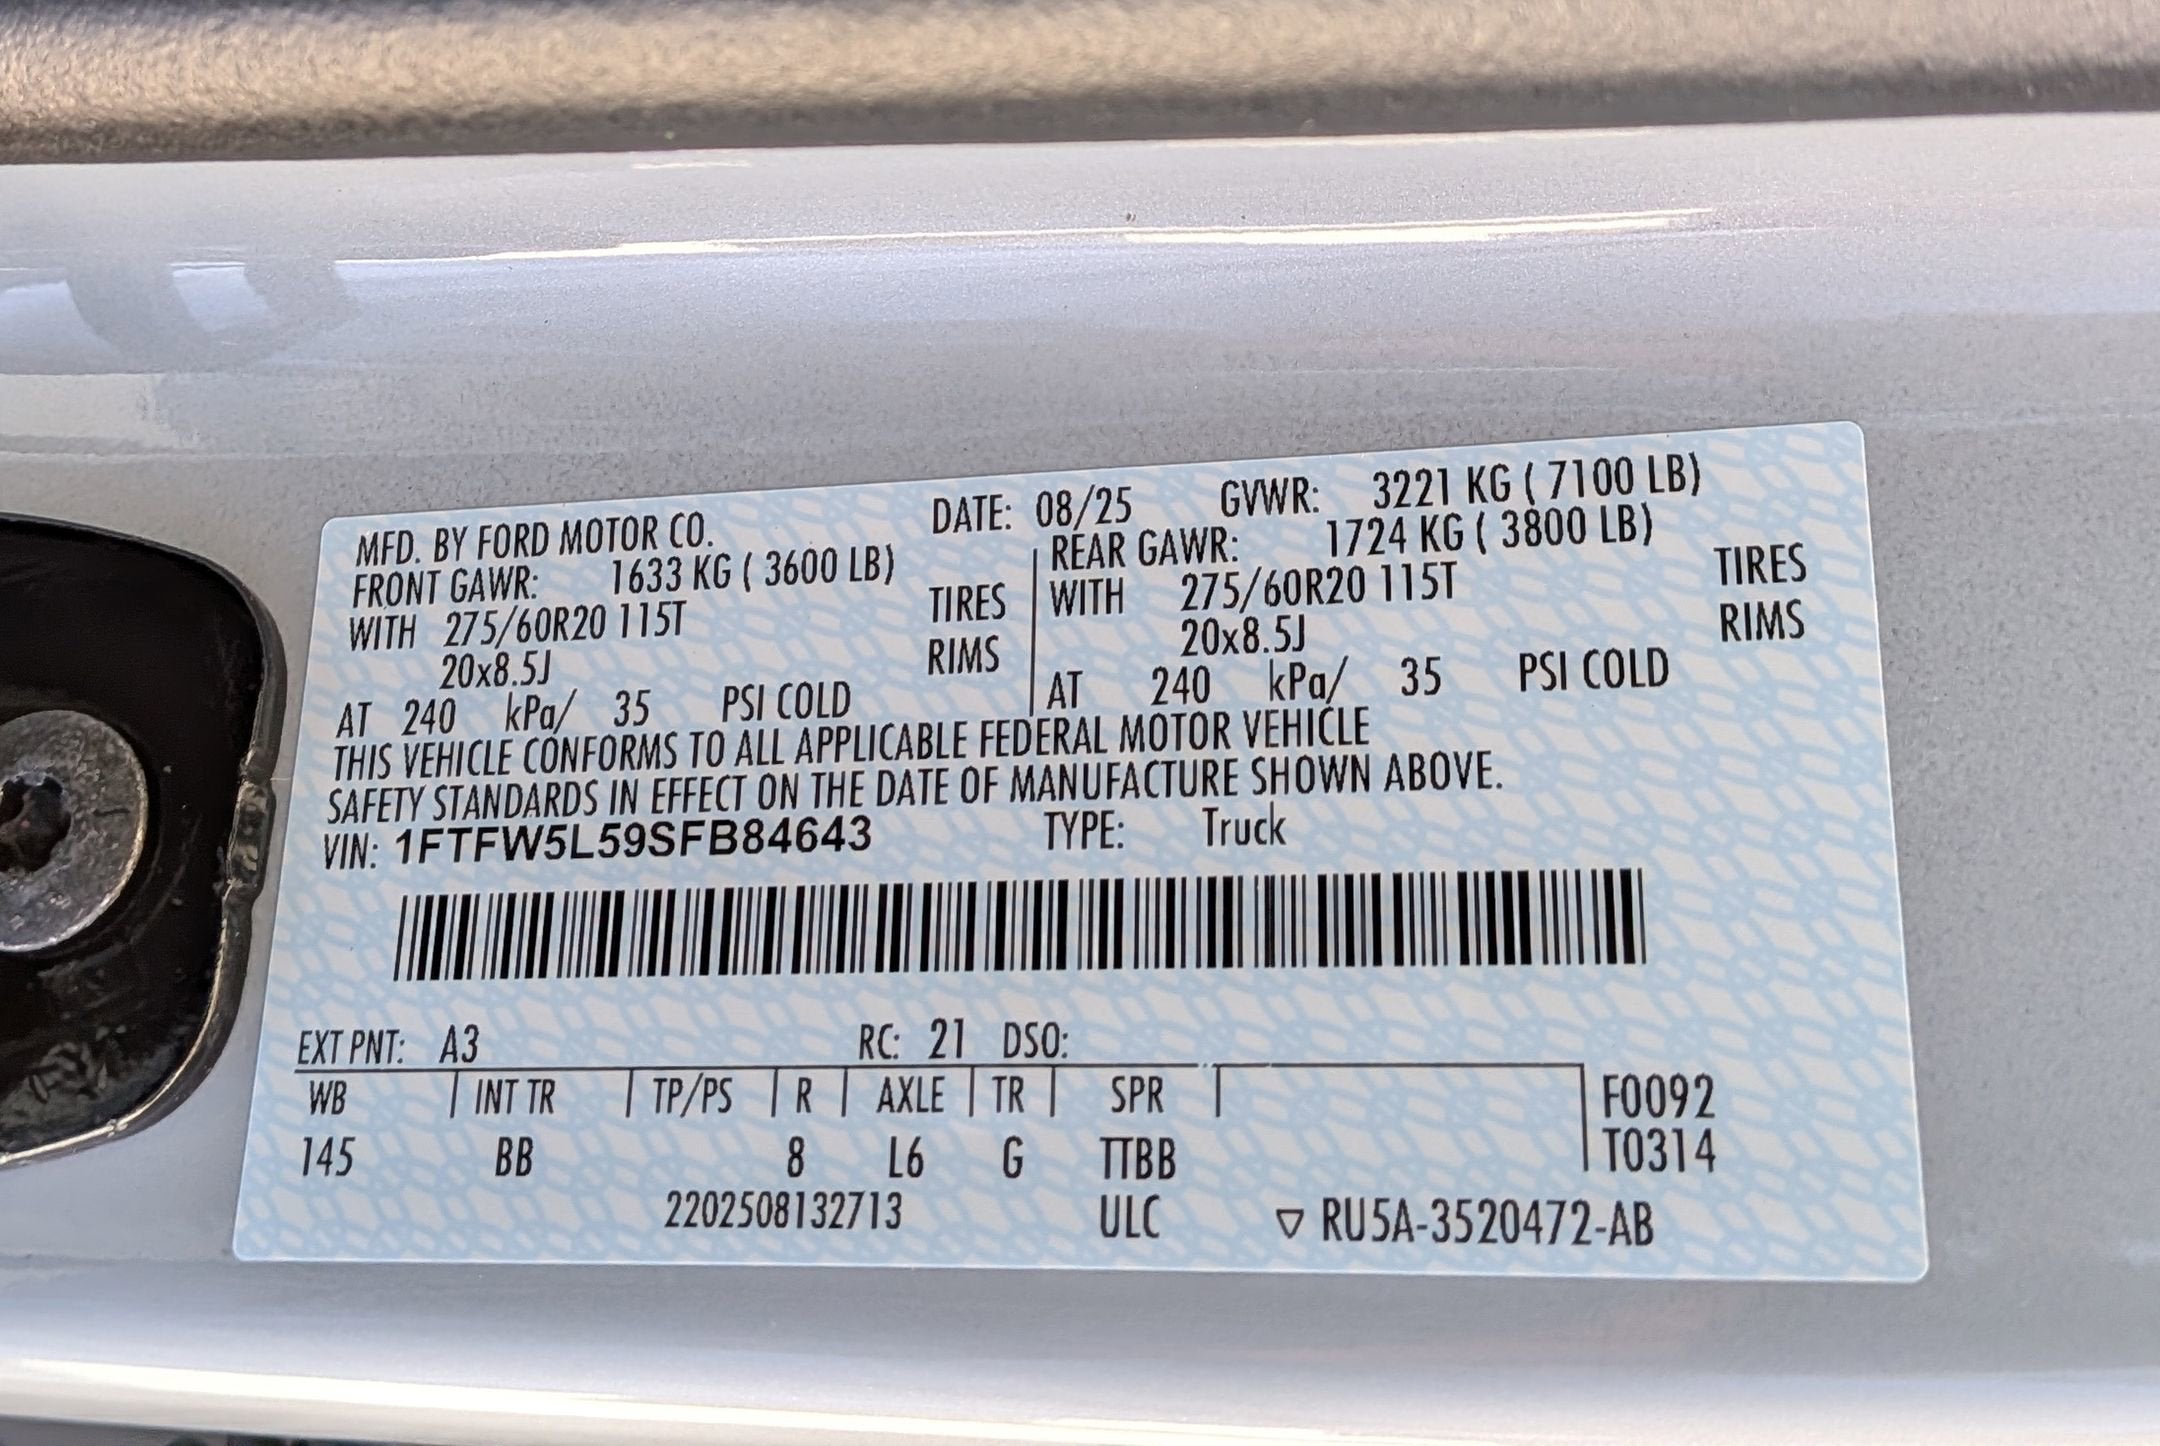 MFD. BY FORD MOTOR CO. DATE: 08/25 GVWR: 3221 KG ( 7100 LB)
FRONT GAWR: 1633 KG ( 3600 LB) REAR GAWR: 1724 KG ( 3800 LB)
WITH 275/60R20 115T TIRES WITH 275/60R20 115T TIRES
20x8.5J RIMS 20x8.5J RIMS
AT 240 kPa/ 35 PSI COLD AT 240 kPa/ 35 PSI COLD
THIS VEHICLE CONFORMS TO ALL APPLICABLE FEDERAL MOTOR VEHICLE
SAFETY STANDARDS IN EFFECT ON THE DATE OF MANUFACTURE SHOWN ABOVE.
VIN: 1FTFW5L59SFB84643 TYPE: Truck
EXT PNT: A3 RC: 21 DSO:
WB INT TR TP/PS R AXLE TR SPR F0092
145 BB 8 L6 G TTBB T0314
2202508132713 ULC ▽ RU5A-3520472-AB